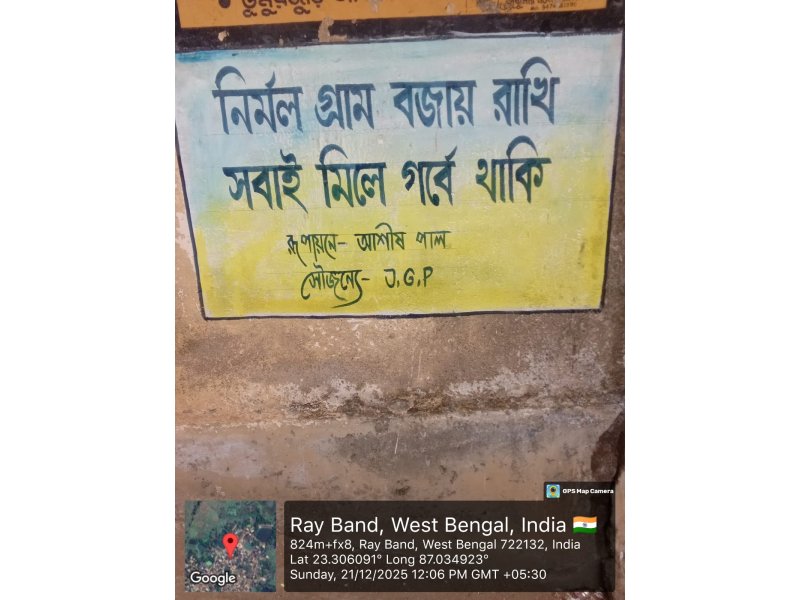 নির্মল গ্রাম বজায় রাখি
সবাই মিলে গর্বে থাকি
রূপায়নে- আশীষ পাল
সৌজন্যে- J.G.P
GPS Map Camera
Google
Ray Band, West Bengal, India
824m+fx8, Ray Band, West Bengal 722132, India
Lat 23.306091° Long 87.034923°
Sunday, 21/12/2025 12:06 PM GMT +05:30